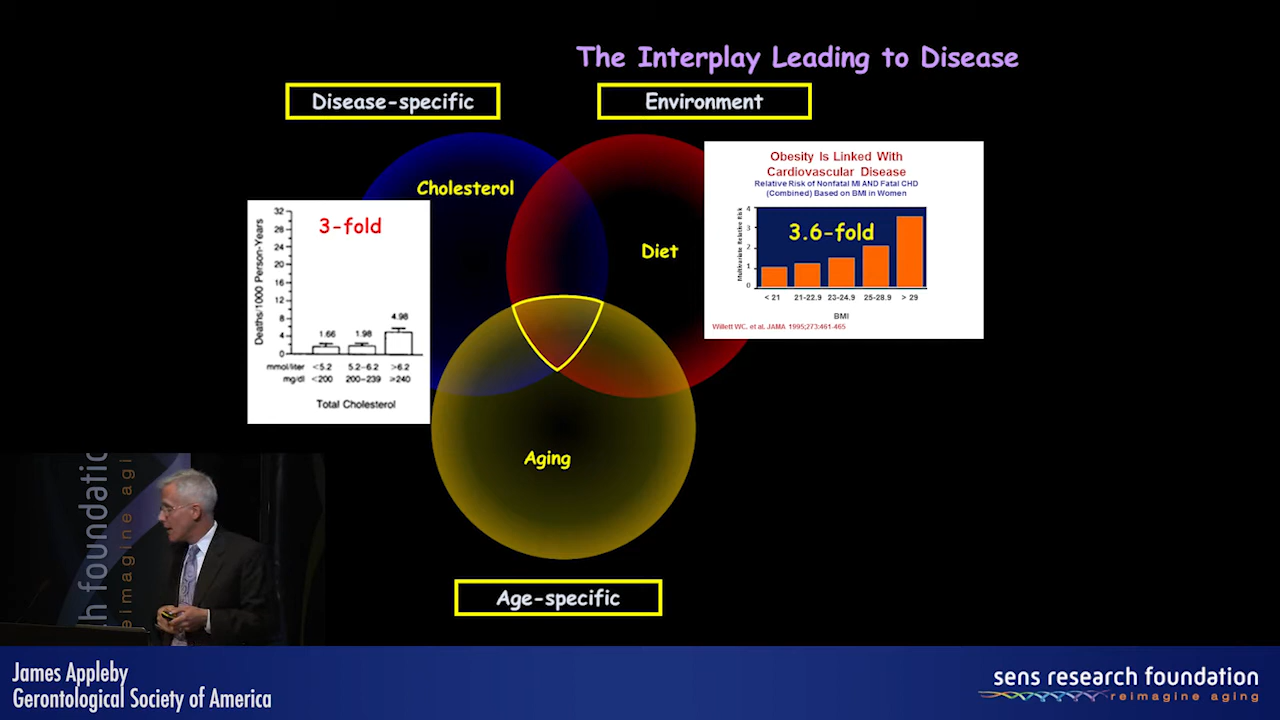 The Interplay Leading to Disease
Disease-specific
Environment
Cholesterol
Diet
Aging
Age-specific
3-fold
Deaths/1000 Person-Years
32
28
24
20
16
12
8
4
0
1.66
1.98
4.98
mmol/liter <5.2 5.2-6.2 >6.2
mg/dl <200 200-239 ≥240
Total Cholesterol
Obesity Is Linked With
Cardiovascular Disease
Relative Risk of Nonfatal MI AND Fatal CHD
(Combined) Based on BMI in Women
Multivariate Relative Risk
4
3
2
1
0
3.6-fold
< 21 21-22.9 23-24.9 25-28.9 > 29
BMI
Willett WC. et al. JAMA 1995;273:461-465
h foundatio
reimagine agi
James Appleby
Gerontological Society of America
sens research foundation
reimagine aging